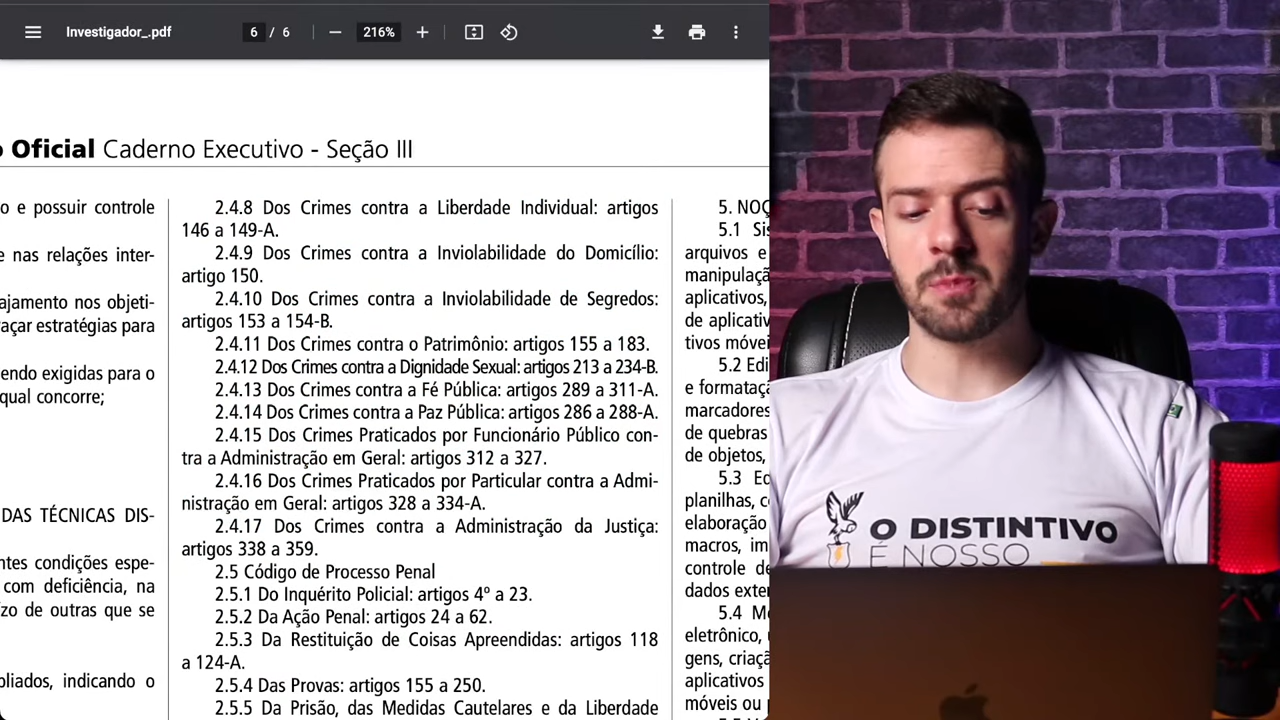 Investigador_.pdf
6 / 6
216%
o Oficial Caderno Executivo - Seção III
o e possuir controle
e nas relações inter-
ajamento nos objeti-
raçar estratégias para
endo exigidas para o
qual concorre;
DAS TÉCNICAS DIS-
ntes condições espe-
com deficiência, na
ízo de outras que se
pliados, indicando o
2.4.8 Dos Crimes contra a Liberdade Individual: artigos
146 a 149-A.
2.4.9 Dos Crimes contra a Inviolabilidade do Domicílio:
artigo 150.
2.4.10 Dos Crimes contra a Inviolabilidade de Segredos:
artigos 153 a 154-B.
2.4.11 Dos Crimes contra o Patrimônio: artigos 155 a 183.
2.4.12 Dos Crimes contra a Dignidade Sexual: artigos 213 a 234-B.
2.4.13 Dos Crimes contra a Fé Pública: artigos 289 a 311-A.
2.4.14 Dos Crimes contra a Paz Pública: artigos 286 a 288-A.
2.4.15 Dos Crimes Praticados por Funcionário Público con-
tra a Administração em Geral: artigos 312 a 327.
2.4.16 Dos Crimes Praticados por Particular contra a Admi-
nistração em Geral: artigos 328 a 334-A.
2.4.17 Dos Crimes contra a Administração da Justiça:
artigos 338 a 359.
2.5 Código de Processo Penal
2.5.1 Do Inquérito Policial: artigos 4º a 23.
2.5.2 Da Ação Penal: artigos 24 a 62.
2.5.3 Da Restituição de Coisas Apreendidas: artigos 118
a 124-A.
2.5.4 Das Provas: artigos 155 a 250.
2.5.5 Da Prisão, das Medidas Cautelares e da Liberdade
5. NOÇ
5.1 Sis
arquivos e
manipulaçã
aplicativos,
de aplicativ
tivos móvei
5.2 Edi
e formataçã
marcadores
de quebras
de objetos,
5.3 Ed
planilhas, c
elaboração
macros, im
controle de
dados exter
5.4 M
eletrônico,
gens, criaçã
aplicativos
móveis ou
O DISTINTIVO
É NOSSO